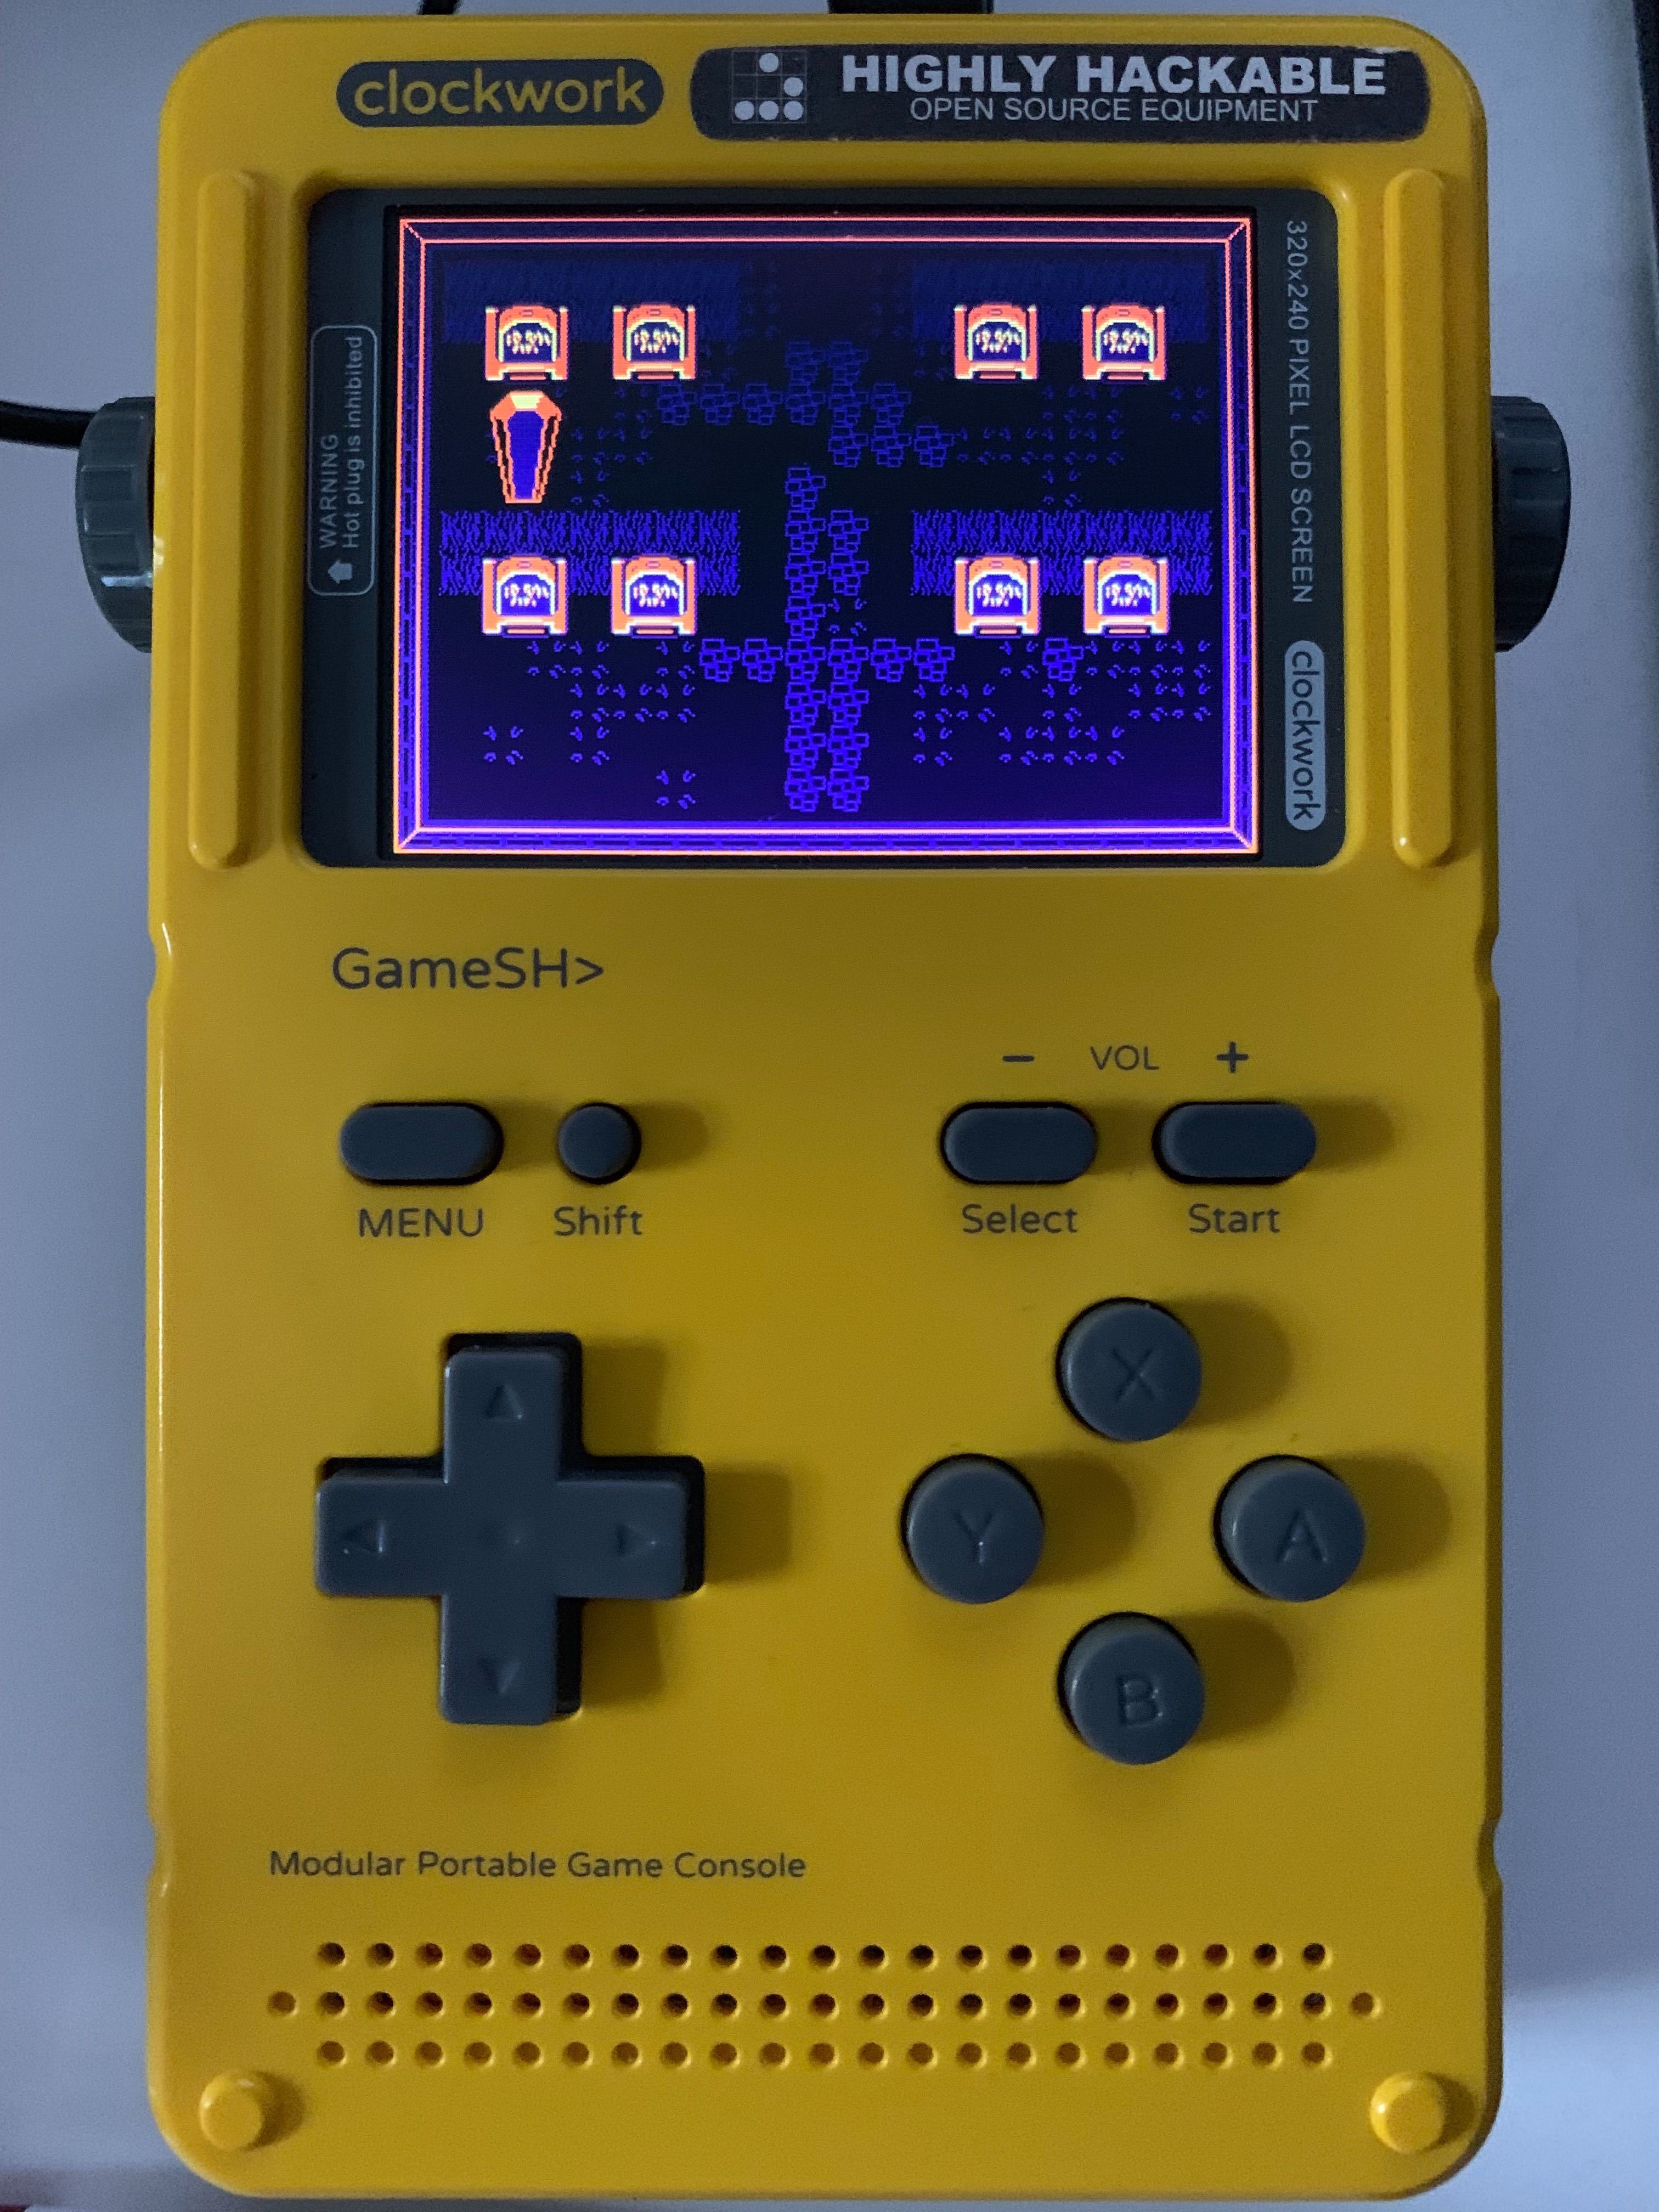 clockwork
HIGHLY HACKABLE
OPEN SOURCE EQUIPMENT
WARNING
Hot plug is inhibited
320x240 PIXEL LCD SCREEN
clockwork
GameSH>
− VOL +
MENU
Shift
Select
Start
X
Y
A
B
Modular Portable Game Console